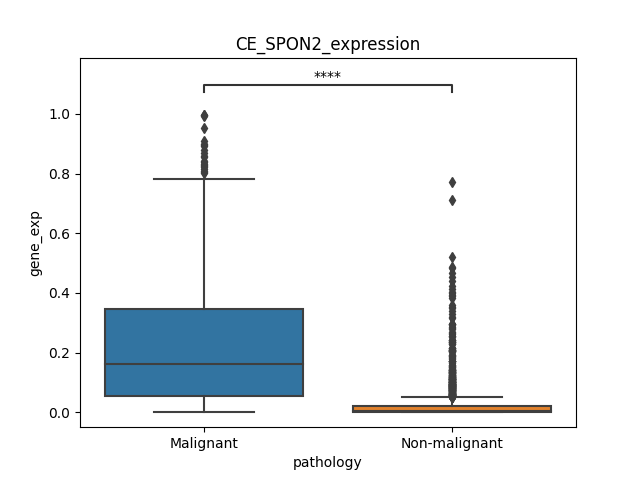 CE_SPON2_expression
****
1.0
0.8
0.6
0.4
0.2
0.0
gene_exp
Malignant
Non-malignant
pathology